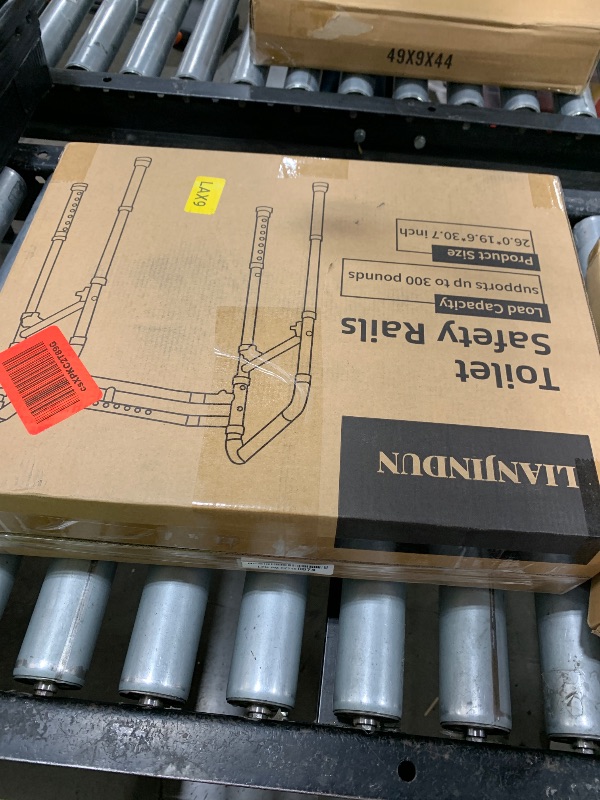 49X9X44
LAX9
LIANJINDUN
Toilet
Safety Rails
Load Capacity
supports up to 300 pounds
Product Size
26.0*19.6*30.7 inch